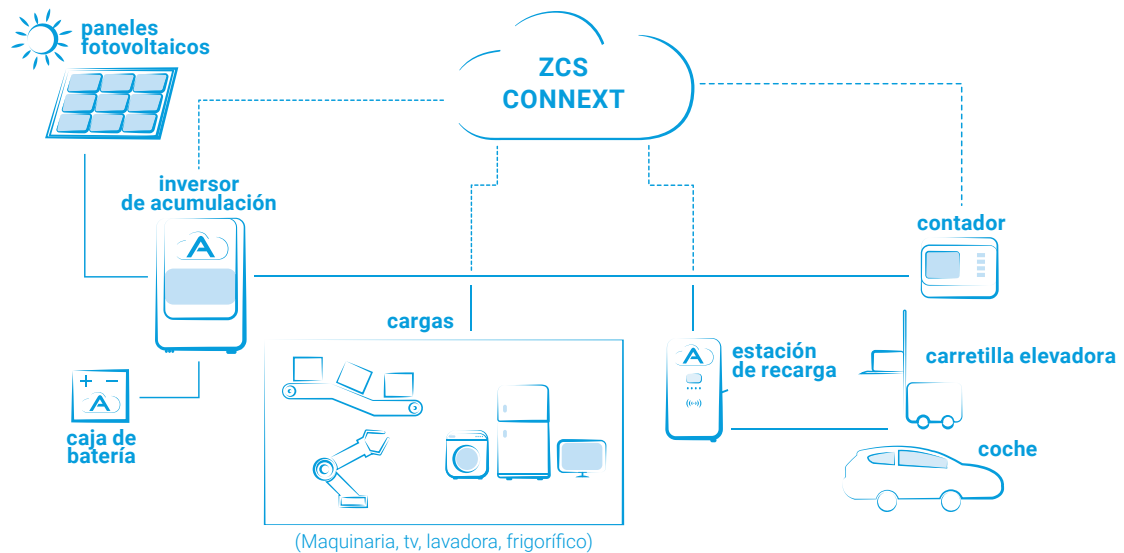 paneles
fotovoltaicos
ZCS
CONNEXT
inversor
de acumulación
A
contador
cargas
A
estación
de recarga
carretilla elevadora
+ −
A
caja de
batería
coche
(Maquinaria, tv, lavadora, frigorífico)